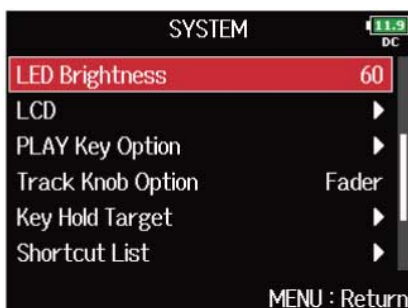 SYSTEM
11.9
DC
LED Brightness 60
LCD
PLAY Key Option
Track Knob Option Fader
Key Hold Target
Shortcut List
MENU : Return